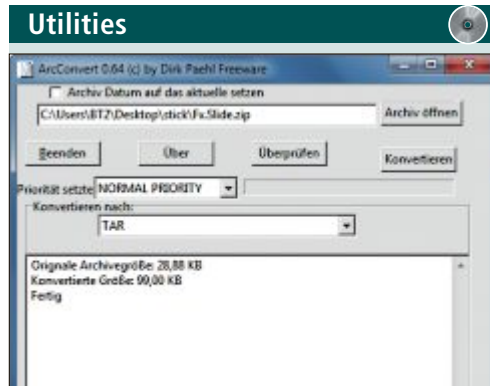 Utilities
ArcConvert 0.64 (c) by Dirk Paehl Freeware
Archiv Datum auf das aktuelle setzen
C:\Users\BTZ\Desktop\stick\Fx.Slide.zip
Archiv öffnen
Beenden
Über
Überprüfen
Konvertieren
Priorität setzte
NORMAL PRIORITY
Konvertieren nach:
TAR
Orignale Archivegröße: 28,88 KB
Konvertierte Größe: 99,00 KB
Fertig